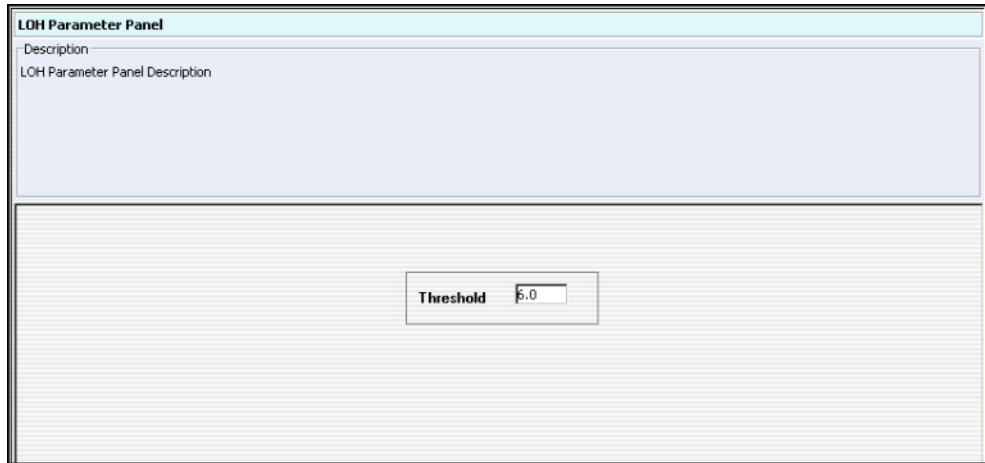 LOH Parameter Panel
Description
LOH Parameter Panel Description
Threshold 6.0